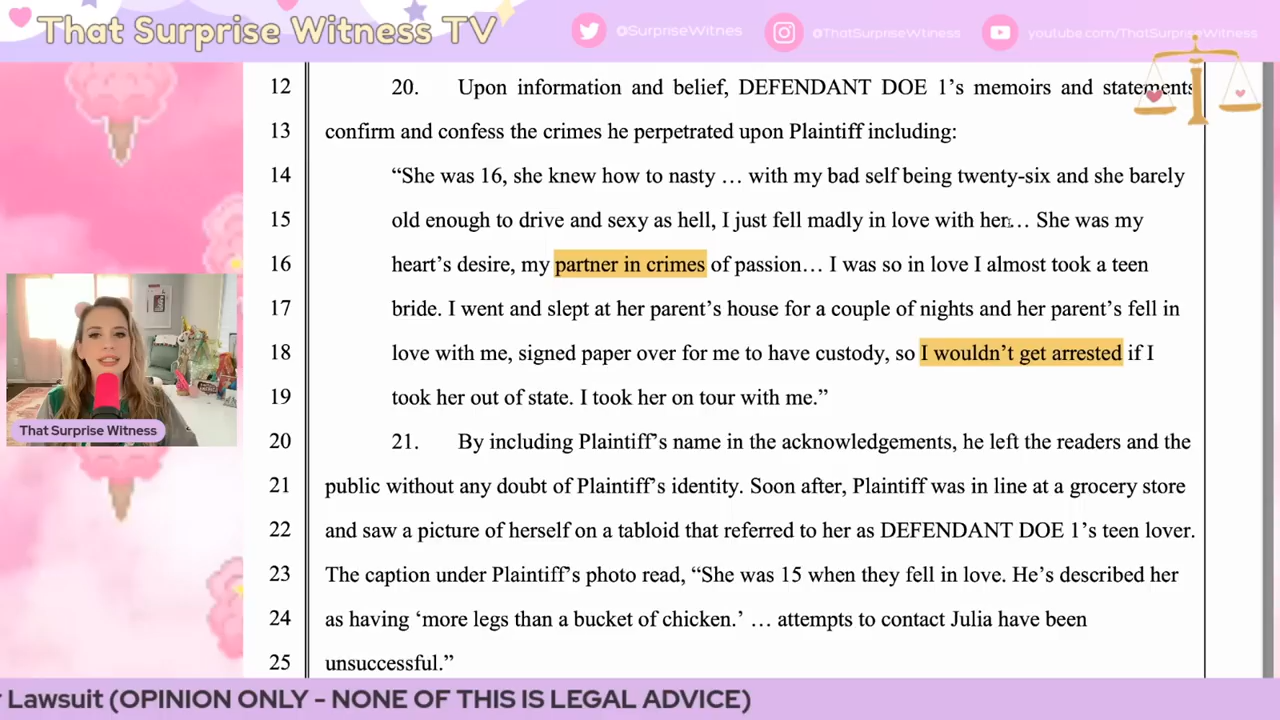 That Surprise Witness TV
@SurpriseWitnes
@ThatSurpriseWtiness
youtube.com/ThatSurpriseWitness
12 20. Upon information and belief, DEFENDANT DOE 1’s memoirs and statements
13 confirm and confess the crimes he perpetrated upon Plaintiff including:
14 “She was 16, she knew how to nasty … with my bad self being twenty-six and she barely
15 old enough to drive and sexy as hell, I just fell madly in love with her… She was my
16 heart’s desire, my partner in crimes of passion… I was so in love I almost took a teen
17 bride. I went and slept at her parent’s house for a couple of nights and her parent’s fell in
18 love with me, signed paper over for me to have custody, so I wouldn’t get arrested if I
19 took her out of state. I took her on tour with me.”
20 21. By including Plaintiff’s name in the acknowledgements, he left the readers and the
21 public without any doubt of Plaintiff’s identity. Soon after, Plaintiff was in line at a grocery store
22 and saw a picture of herself on a tabloid that referred to her as DEFENDANT DOE 1’s teen lover.
23 The caption under Plaintiff’s photo read, “She was 15 when they fell in love. He’s described her
24 as having ‘more legs than a bucket of chicken.’ … attempts to contact Julia have been
25 unsuccessful.”
That Surprise Witness
Lawsuit (OPINION ONLY - NONE OF THIS IS LEGAL ADVICE)